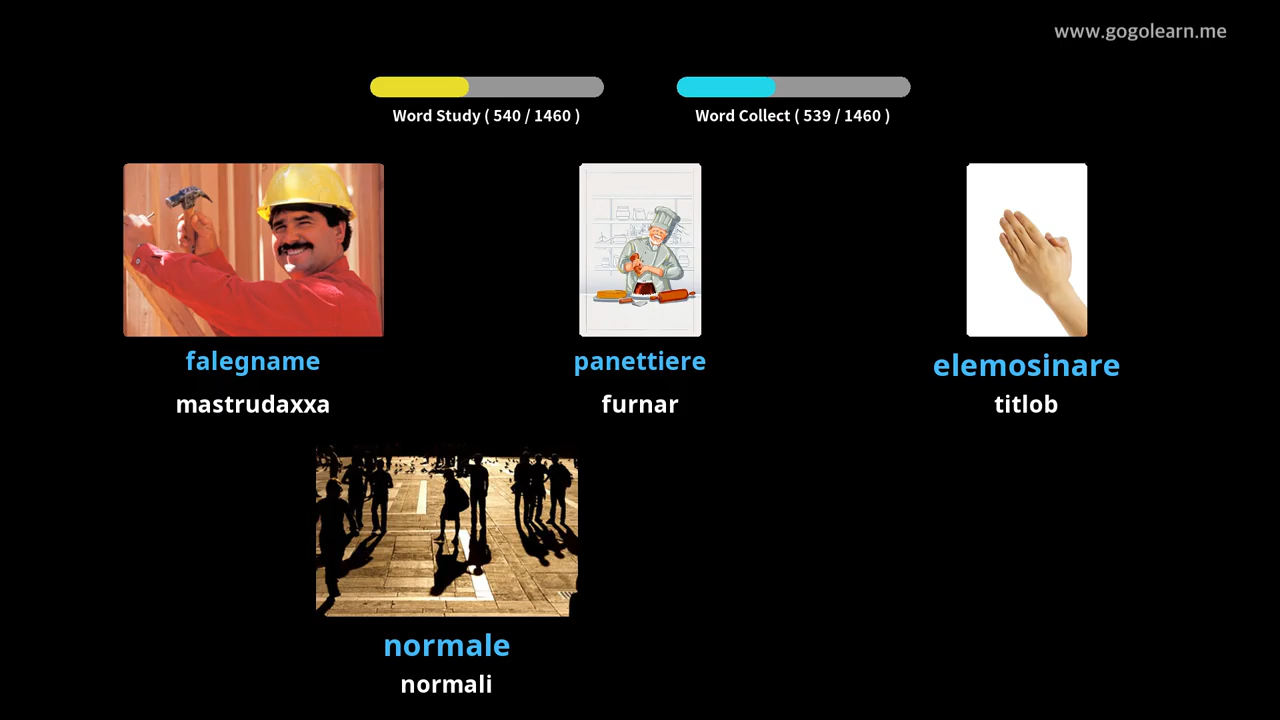 www.gogolearn.me
Word Study ( 540 / 1460 )
Word Collect ( 539 / 1460 )
falegname
mastrudaxxa
panettiere
furnar
elemosinare
titlob
normale
normali